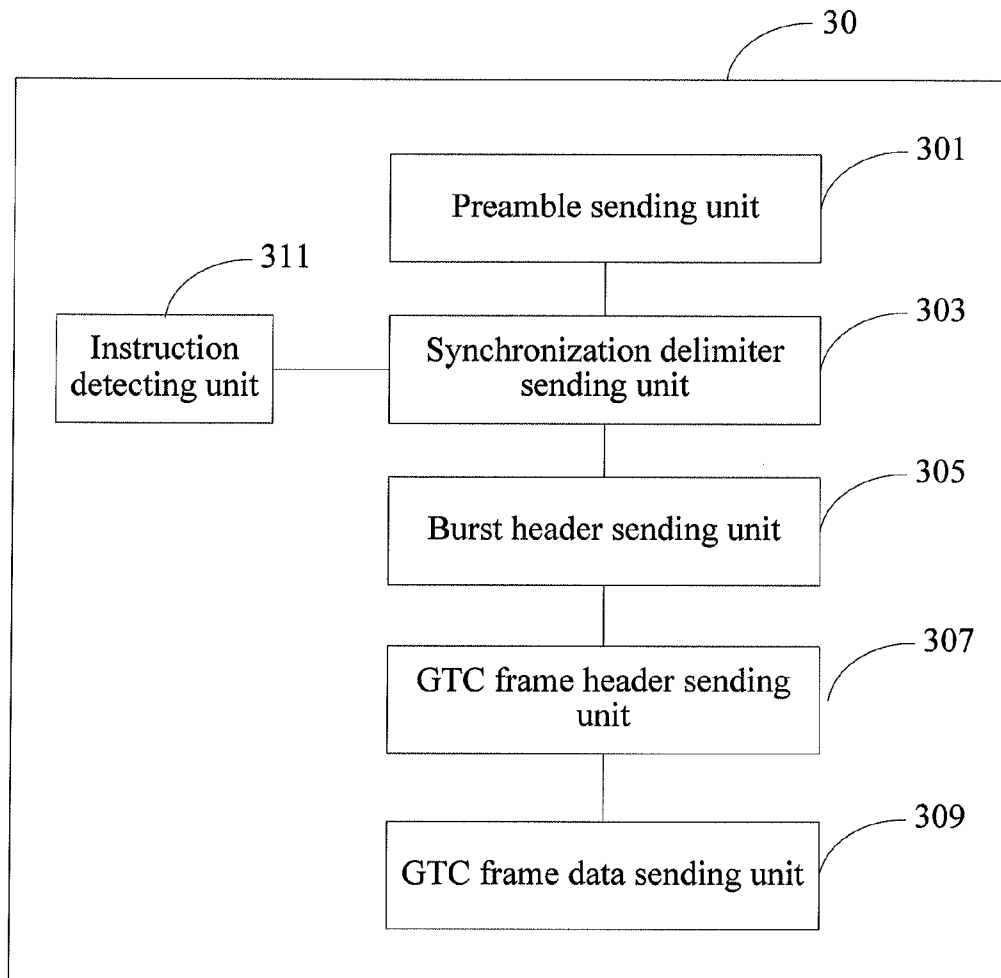 30
301
Preamble sending unit
311
303
Instruction
detecting unit
Synchronization delimiter
sending unit
305
Burst header sending unit
307
GTC frame header sending
unit
309
GTC frame data sending unit